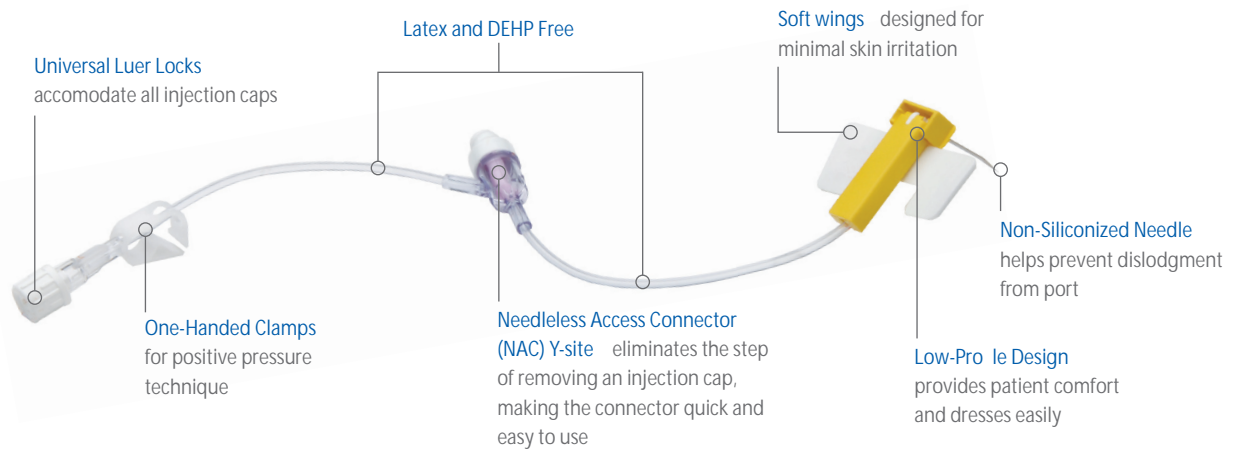 Latex and DEHP Free
Soft wings designed for
minimal skin irritation
Universal Luer Locks
accomodate all injection caps
Non-Siliconized Needle
helps prevent dislodgment
from port
One-Handed Clamps
for positive pressure
technique
Needleless Access Connector
(NAC) Y-site eliminates the step
of removing an injection cap,
making the connector quick and
easy to use
Low-Pro le Design
provides patient comfort
and dresses easily